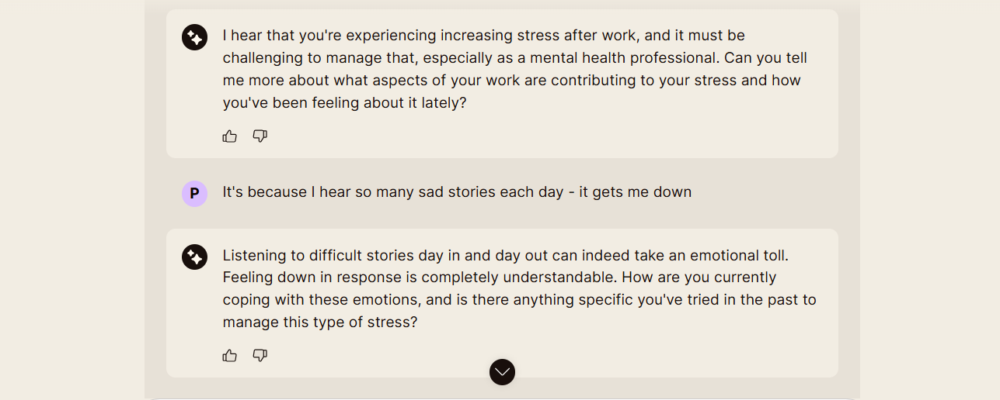 I hear that you're experiencing increasing stress after work, and it must be
challenging to manage that, especially as a mental health professional. Can you tell
me more about what aspects of your work are contributing to your stress and how
you've been feeling about it lately?
P
It's because I hear so many sad stories each day - it gets me down
Listening to difficult stories day in and day out can indeed take an emotional toll.
Feeling down in response is completely understandable. How are you currently
coping with these emotions, and is there anything specific you've tried in the past to
manage this type of stress?